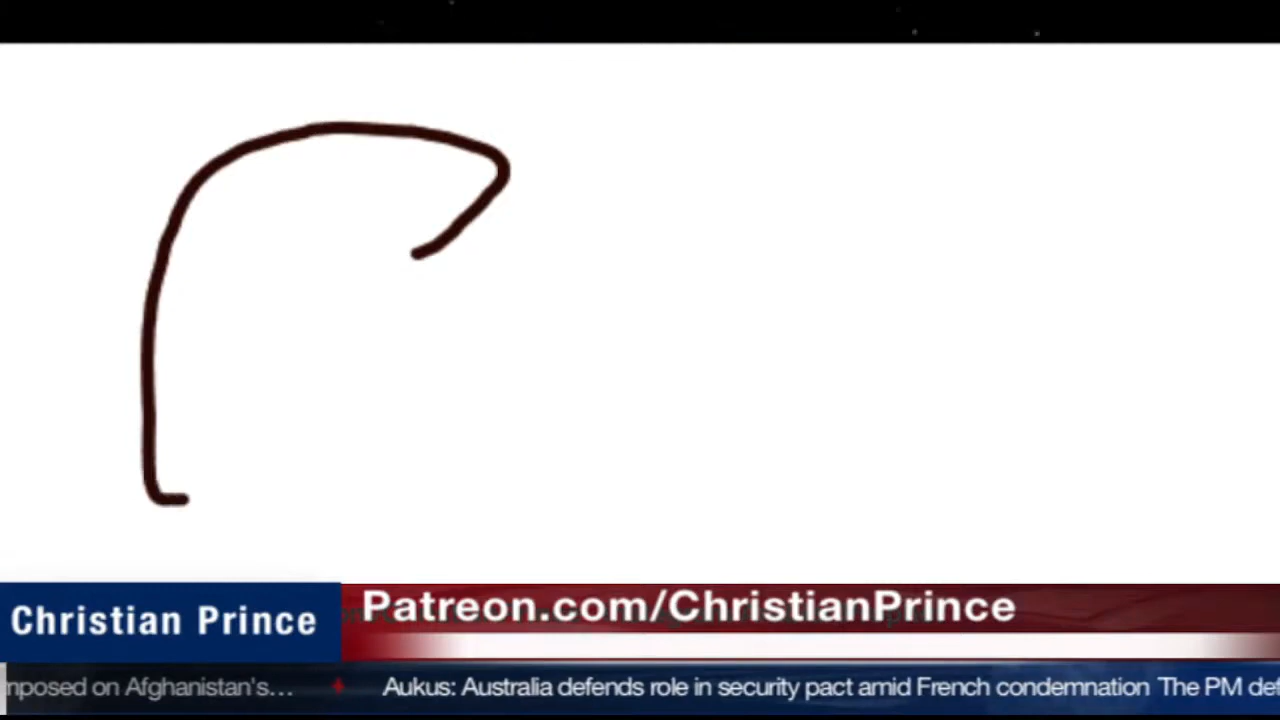 Christian Prince
Patreon.com/ChristianPrince
mposed on Afghanistan's... Aukus: Australia defends role in security pact amid French condemnation The PM def